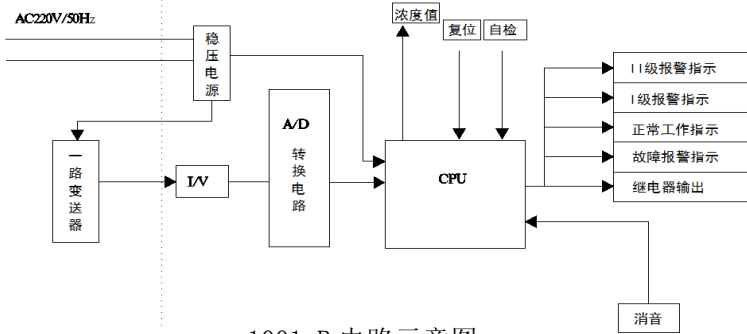 AC220V/50Hz
稳压电源
浓度值
复位
自检
II级报警指示
I级报警指示
正常工作指示
故障报警指示
继电器输出
A/D转换电路
一路变送器
I/V
CPU
消音